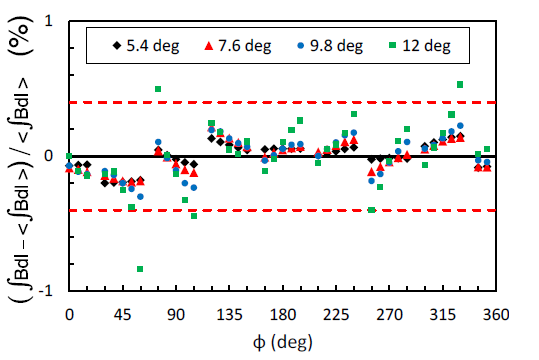 ( ∫Bdl − < ∫Bdl > ) / < ∫Bdl > (%)
1
0
-1
5.4 deg 7.6 deg 9.8 deg 12 deg
0 45 90 135 180 225 270 315 360
ϕ (deg)